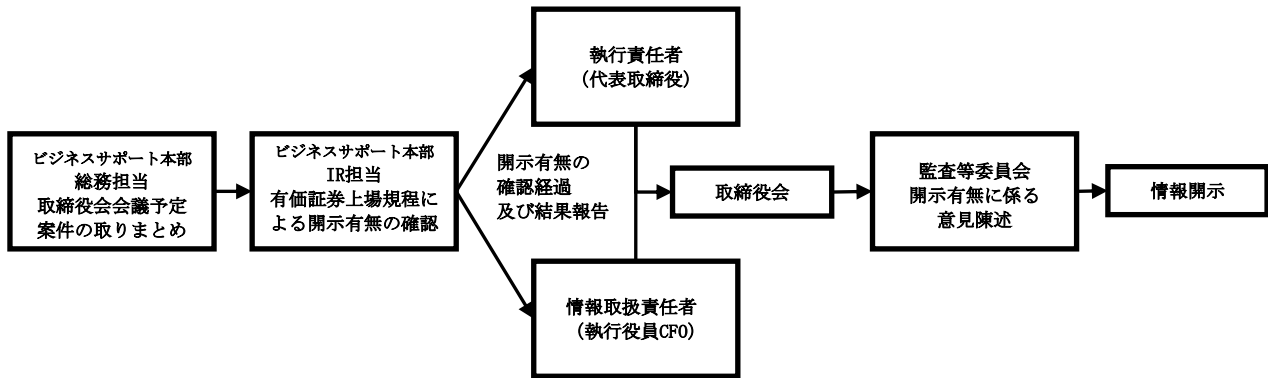 ビジネスサポート本部
総務担当
取締役会会議予定
案件の取りまとめ
ビジネスサポート本部
IR担当
有価証券上場規程に
よる開示有無の確認
執行責任者
(代表取締役)
開示有無の
確認経過
及び結果報告
情報取扱責任者
(執行役員CFO)
取締役会
監査等委員会
開示有無に係る
意見陳述
情報開示